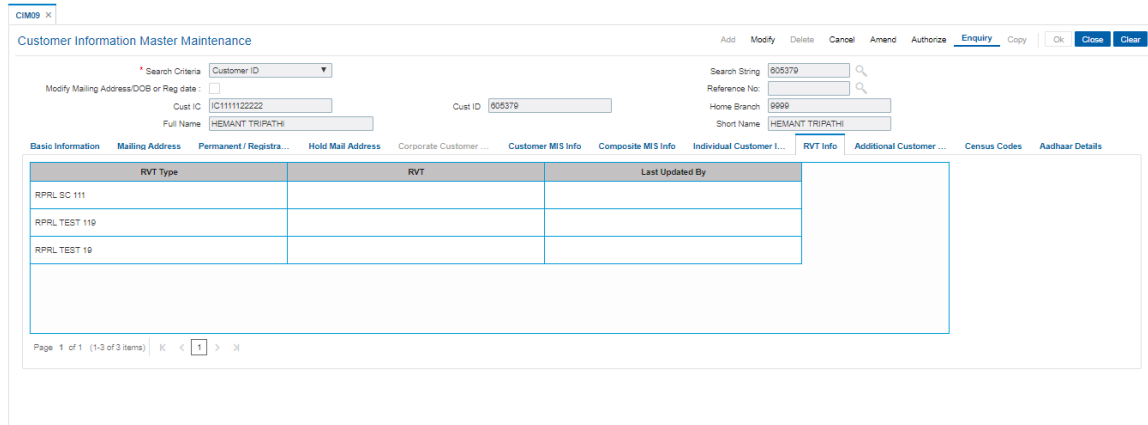 CIM09 ×
Customer Information Master Maintenance
Add Modify Delete Cancel Amend Authorize Enquiry Copy Ok Close Clear
* Search Criteria Customer ID Search String 605379
Modify Mailing Address/DOB or Reg date : Reference No:
Cust IC IC1111122222 Cust ID 605379 Home Branch 9999
Full Name HEMANT TRIPATHI Short Name HEMANT TRIPATHI
Basic Information Mailing Address Permanent / Registra... Hold Mail Address Corporate Customer ... Customer MIS Info Composite MIS Info Individual Customer I... RVT Info Additional Customer ... Census Codes Aadhaar Details
RVT Type RVT Last Updated By
RPRL SC 111
RPRL TEST 119
RPRL TEST 19
Page 1 of 1 (1-3 of 3 items) 1